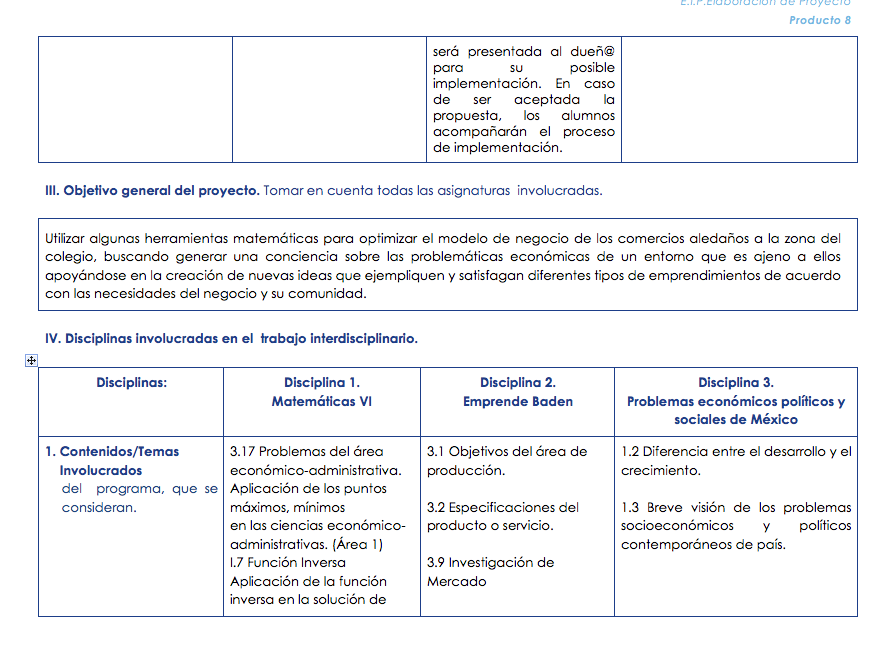 E.I.P.Elaboración de Proyecto
Producto 8
será presentada al dueñ@
para su posible
implementación. En caso
de ser aceptada la
propuesta, los alumnos
acompañarán el proceso
de implementación.
III. Objetivo general del proyecto. Tomar en cuenta todas las asignaturas involucradas.
Utilizar algunas herramientas matemáticas para optimizar el modelo de negocio de los comercios aledaños a la zona del
colegio, buscando generar una conciencia sobre las problemáticas económicas de un entorno que es ajeno a ellos
apoyándose en la creación de nuevas ideas que ejempliquen y satisfagan diferentes tipos de emprendimientos de acuerdo
con las necesidades del negocio y su comunidad.
IV. Disciplinas involucradas en el trabajo interdisciplinario.
Disciplinas:
Disciplina 1.
Matemáticas VI
Disciplina 2.
Emprende Baden
Disciplina 3.
Problemas económicos políticos y
sociales de México
1. Contenidos/Temas
Involucrados
del programa, que se
consideran.
3.17 Problemas del área
económico-administrativa.
Aplicación de los puntos
máximos, mínimos
en las ciencias económico-
administrativas. (Área 1)
I.7 Función Inversa
Aplicación de la función
inversa en la solución de
3.1 Objetivos del área de
producción.
3.2 Especificaciones del
producto o servicio.
3.9 Investigación de
Mercado
1.2 Diferencia entre el desarrollo y el
crecimiento.
1.3 Breve visión de los problemas
socioeconómicos y políticos
contemporáneos de país.